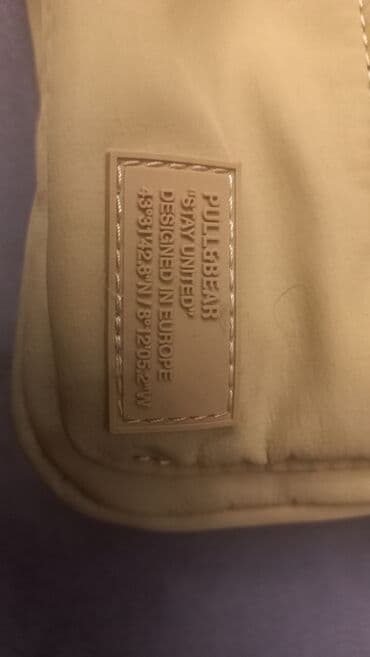 PULL&BEAR
"STAY UNITED"
DESIGNED IN EUROPE
43°31'42.8"N / 8°12'05.2"W